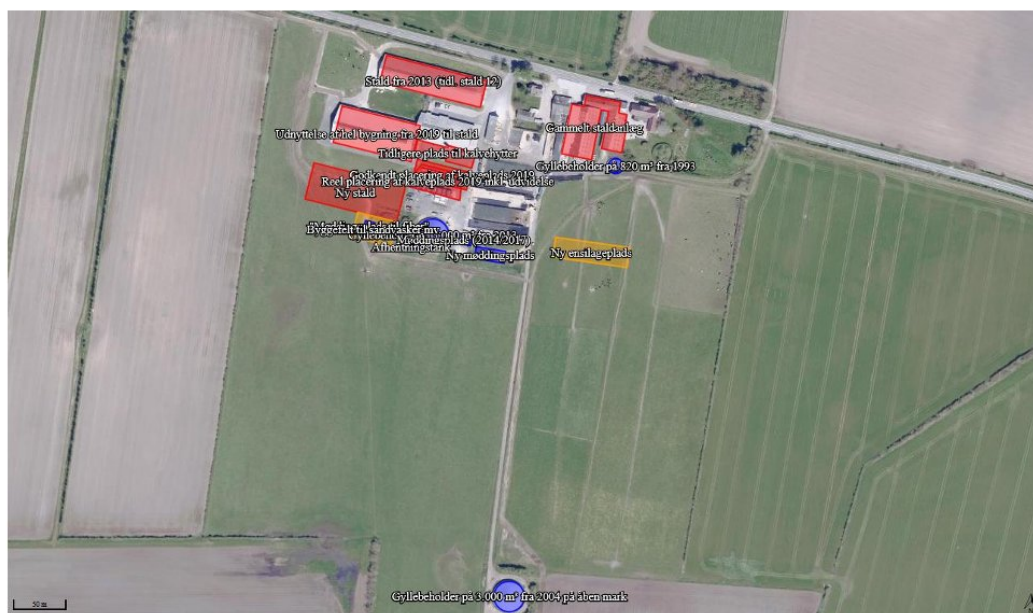 Stald fra 2013 (tidl. stald 12)
Gammelt staldanlæg
Udnyttelse af hel bygning fra 2019 til stald
Tidligere plads til kalvehytter
Gyllebeholder på 820 m³ fra 1993
Godkendt placering af kalveplads 2019
Reel placering af kalveplads 2019 inkl. udvidelse
Ny stald
Byggefelt til sandvasker mv.
Møddingsplads (2014/2017)
Afhentningstank
Ny møddingsplads
Ny ensilageplads
Gyllebeholder på 3.000 m³ fra 2004 på åben mark
50 m